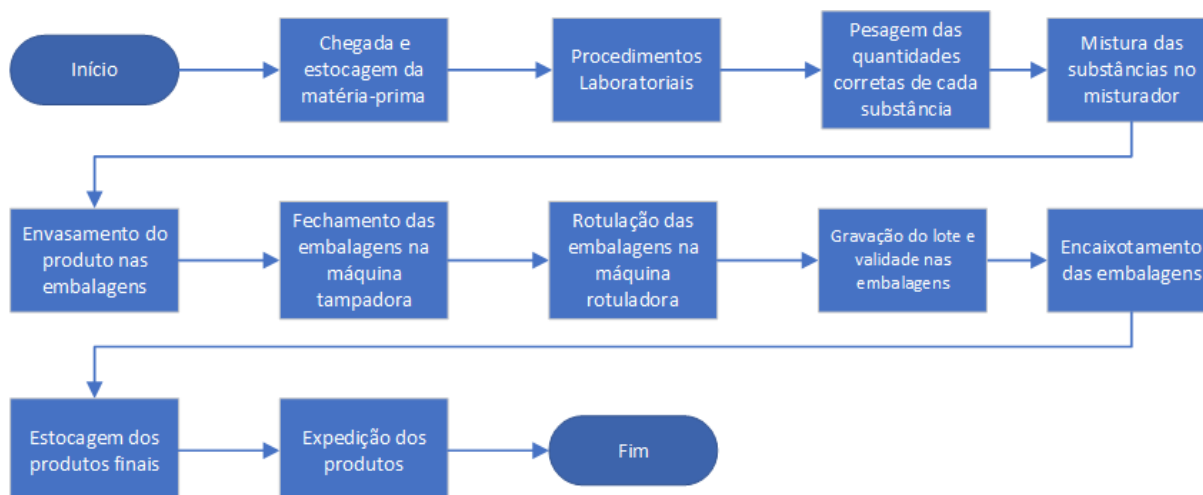 Início
Chegada e
estocagem da
matéria-prima
Procedimentos
Laboratoriais
Pesagem das
quantidades
corretas de cada
substância
Mistura das
substâncias no
misturador
Envasamento do
produto nas
embalagens
Fechamento das
embalagens na
máquina
tampadora
Rotulação das
embalagens na
máquina
rotuladora
Gravação do lote e
validade nas
embalagens
Encaixotamento
das embalagens
Estocagem dos
produtos finais
Expedição dos
produtos
Fim